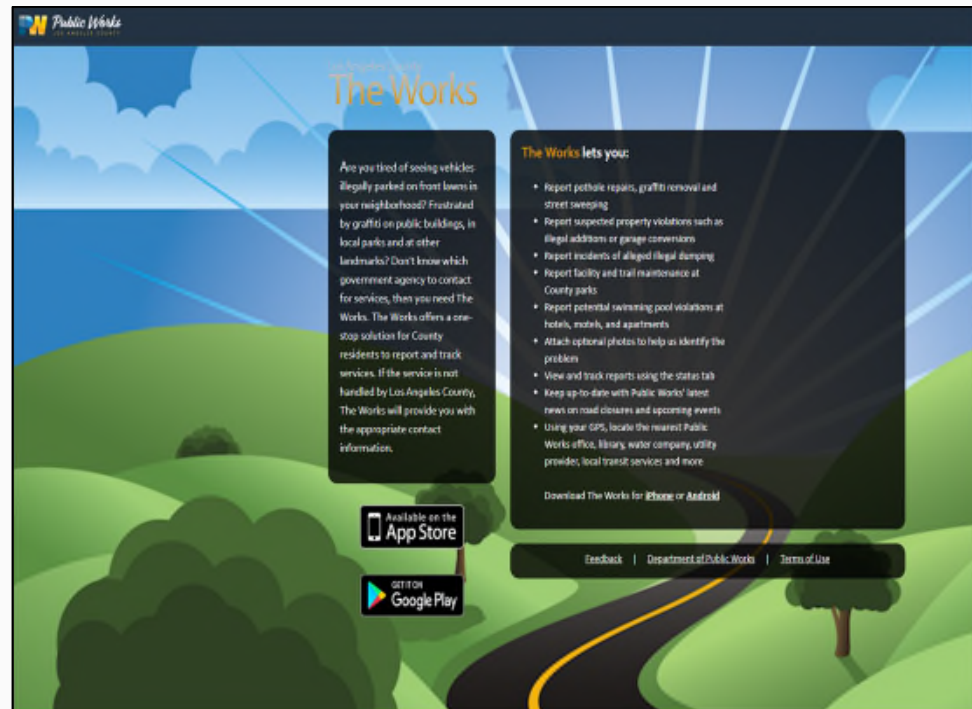 PW Public Works
LOS ANGELES COUNTY
Los Angeles County
The Works
Are you tired of seeing vehicles
illegally parked on front lawns in
your neighborhood? Frustrated
by graffiti on public buildings, in
local parks and at other
landmarks? Don't know which
government agency to contact
for services, then you need The
Works. The Works offers a one-
stop solution for County
residents to report and track
services. If the service is not
handled by Los Angeles County,
The Works will provide you with
the appropriate contact
information.
Available on the
App Store
GET IT ON
Google Play
The Works lets you:
• Report pothole repairs, graffiti removal and
street sweeping
• Report suspected property violations such as
illegal additions or garage conversions
• Report incidents of alleged illegal dumping
• Report facility and trail maintenance at
County parks
• Report potential swimming pool violations at
hotels, motels, and apartments
• Attach optional photos to help us identify the
problem
• View and track reports using the status tab
• Keep up-to-date with Public Works' latest
news on road closures and upcoming events
• Using your GPS, locate the nearest Public
Works office, library, water company, utility
provider, local transit services and more
Download The Works for iPhone or Android
Feedback | Department of Public Works | Terms of Use